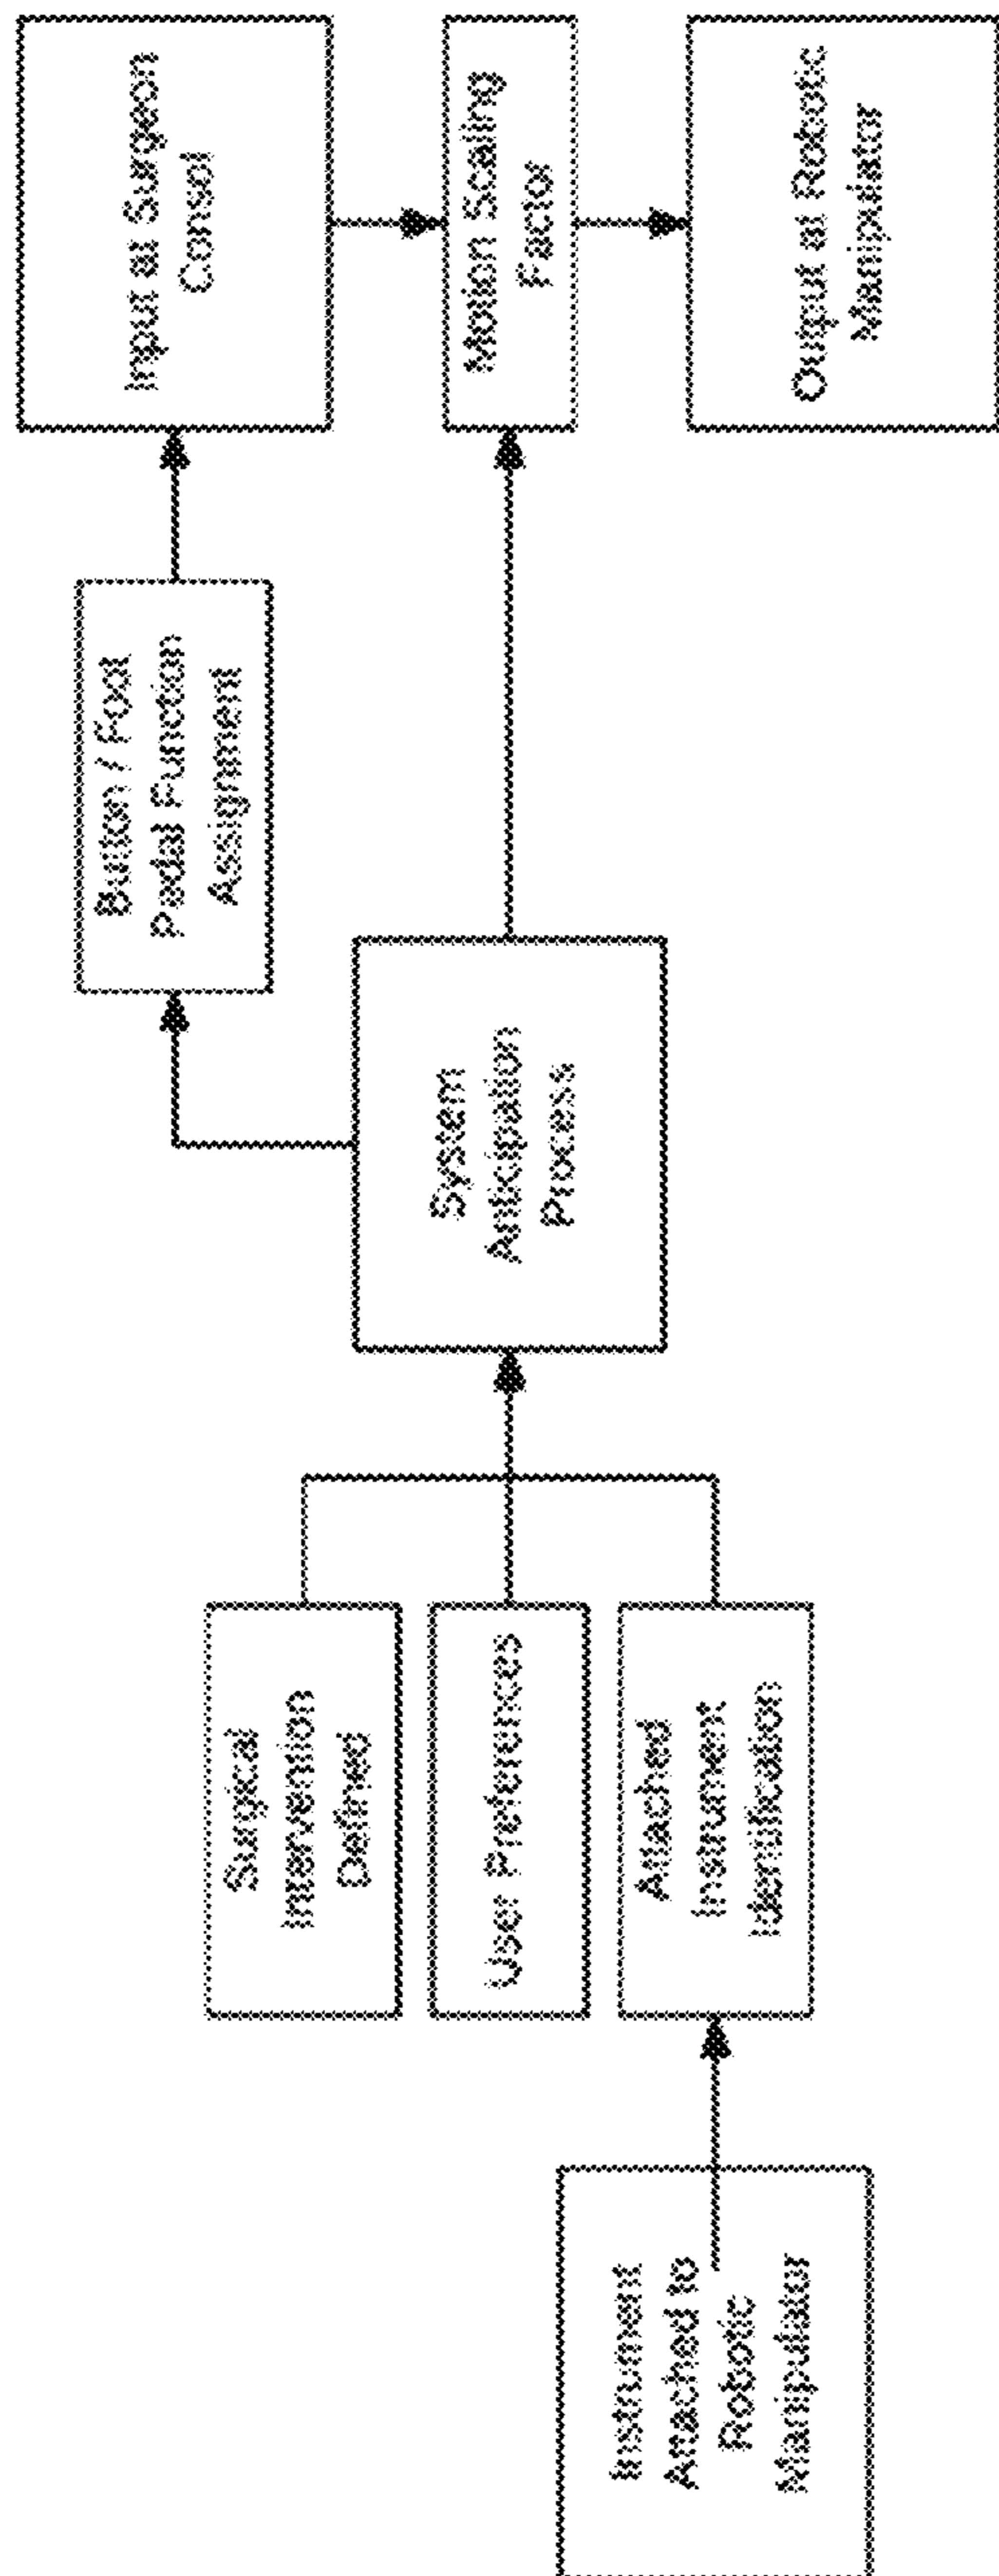 Instrument
Attached to
Robotic
Manipulator
Surgical
Intervention
Defined
User Preferences
Attached
Instrument
Identification
System
Anticipation
Process
Button / Foot
Pedal Function
Assignment
Input at Surgeon
Consol
Motion Scaling
Factor
Output at Robotic
Manipulator